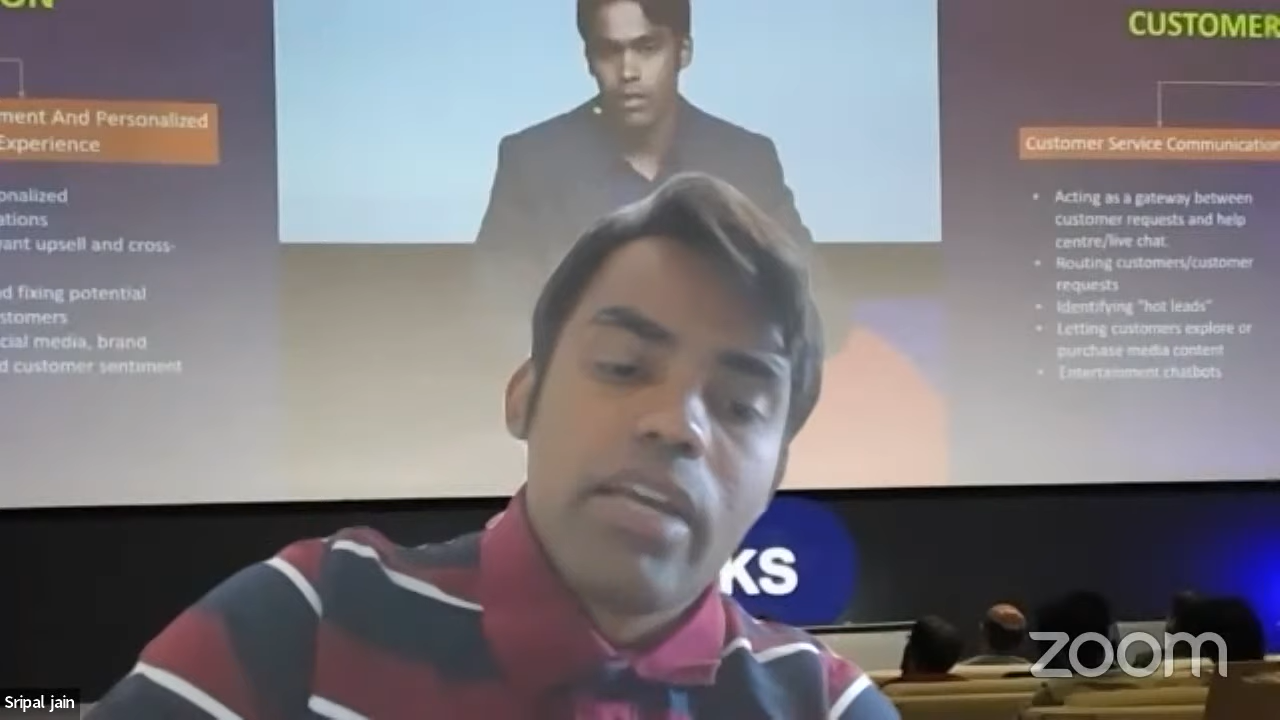 ON
ment And Personalized
Experience
onalized
ations
vant upsell and cross-
d fixing potential
stomers
cial media, brand
d customer sentiment
CUSTOMER
Customer Service Communication
• Acting as a gateway between
customer requests and help
centre/live chat.
• Routing customers/customer
requests
• Identifying "hot leads"
• Letting customers explore or
purchase media content
• Entertainment chatbots
KS
zoom
Sripal jain